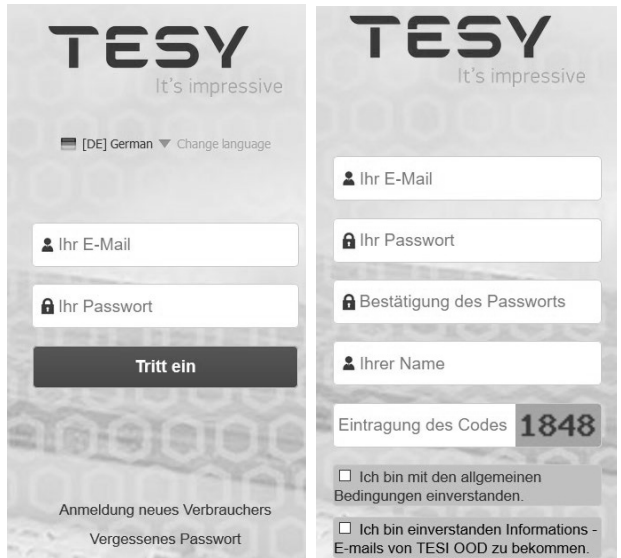 TESY
It's impressive
[DE] German ▼ Change language
Ihr E-Mail
Ihr Passwort
Tritt ein
Anmeldung neues Verbrauchers
Vergessenes Passwort
TESY
It's impressive
Ihr E-Mail
Ihr Passwort
Bestätigung des Passworts
Ihrer Name
Eintragung des Codes 1848
Ich bin mit den allgemeinen
Bedingungen einverstanden.
Ich bin einverstanden Informations -
E-mails von TESI OOD zu bekommen.